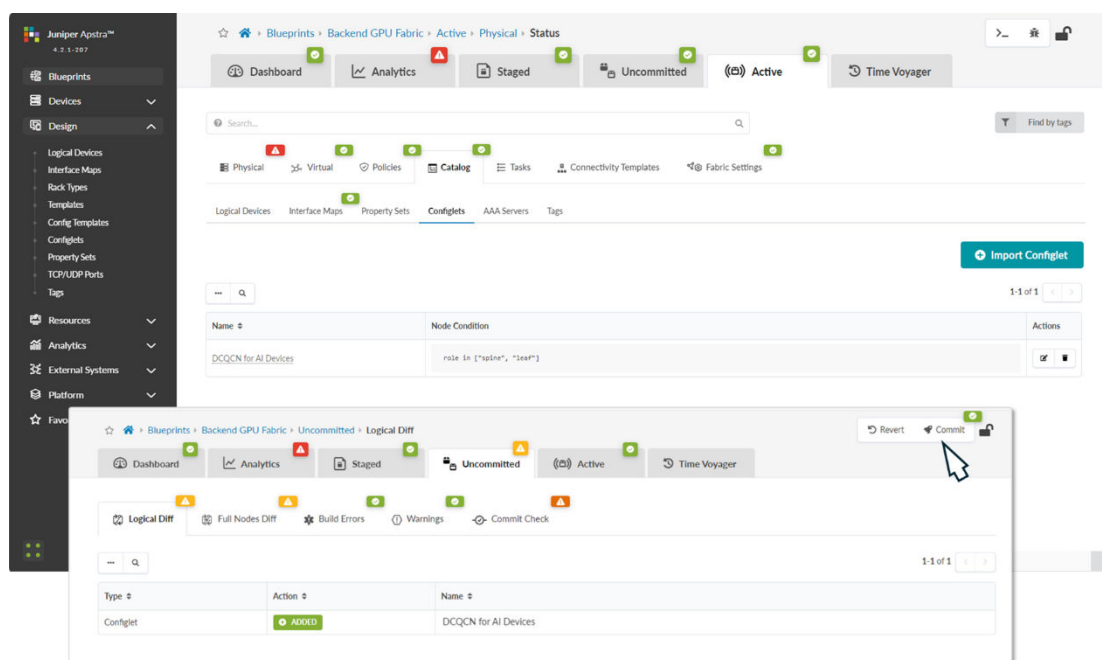 Juniper Apstra™
4.2.1-207
Blueprints › Backend GPU Fabric › Active › Physical › Status
Blueprints
Devices
Design
Logical Devices
Interface Maps
Rack Types
Templates
Config Templates
Configlets
Property Sets
TCP/UDP Ports
Tags
Resources
Analytics
External Systems
Platform
Favo
Dashboard Analytics Staged Uncommitted Active Time Voyager
Search...
Find by tags
Physical Virtual Policies Catalog Tasks Connectivity Templates Fabric Settings
Logical Devices Interface Maps Property Sets Configlets AAA Servers Tags
Import Configlet
1-1 of 1
Name Node Condition Actions
DCQCN for AI Devices role in ["spine", "leaf"]
Blueprints › Backend GPU Fabric › Uncommitted › Logical Diff
Revert Commit
Dashboard Analytics Staged Uncommitted Active Time Voyager
Logical Diff Full Nodes Diff Build Errors Warnings Commit Check
1-1 of 1
Type Action Name
Configlet ADDED DCQCN for AI Devices